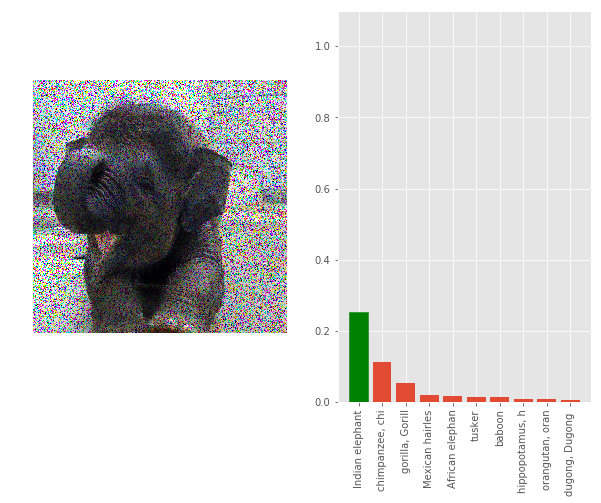 1.0
0.8
0.6
0.4
0.2
0.0
Indian elephant
chimpanzee, chi
gorilla, Gorill
Mexican hairles
African elephan
tusker
baboon
hippopotamus, h
orangutan, oran
dugong, Dugong